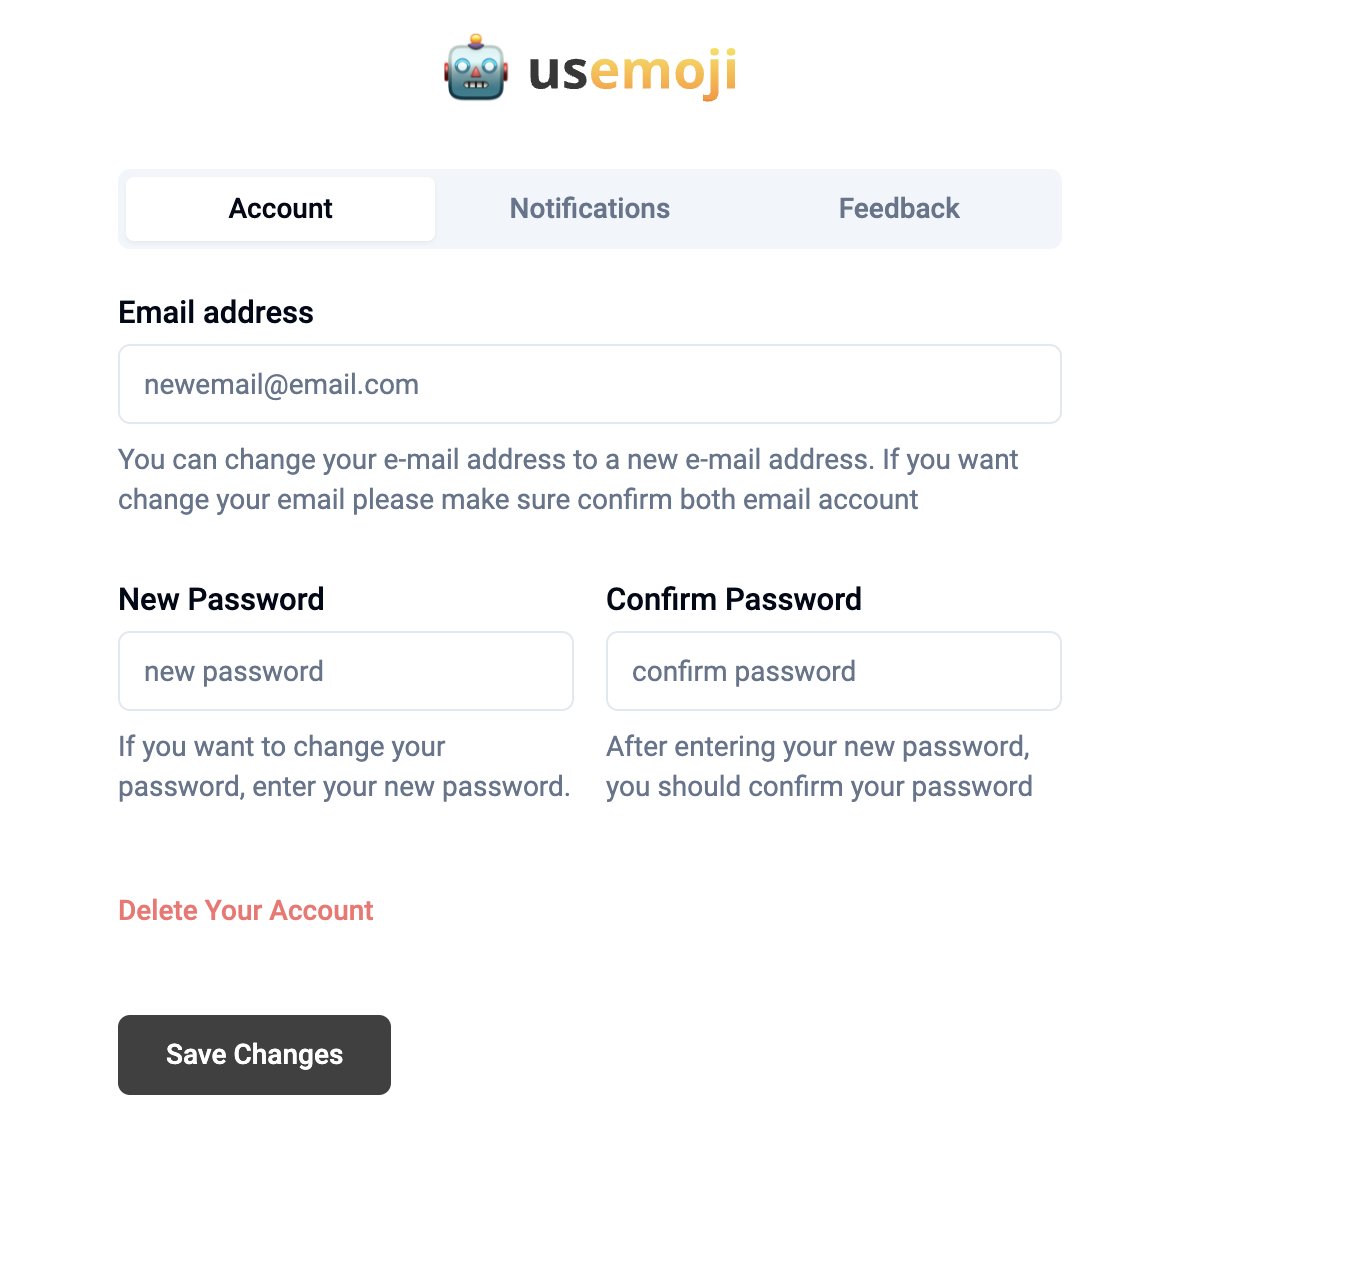 usemoji
Account Notifications Feedback
Email address
newemail@email.com
You can change your e-mail address to a new e-mail address. If you want
change your email please make sure confirm both email account
New Password
new password
If you want to change your
password, enter your new password.
Confirm Password
confirm password
After entering your new password,
you should confirm your password
Delete Your Account
Save Changes